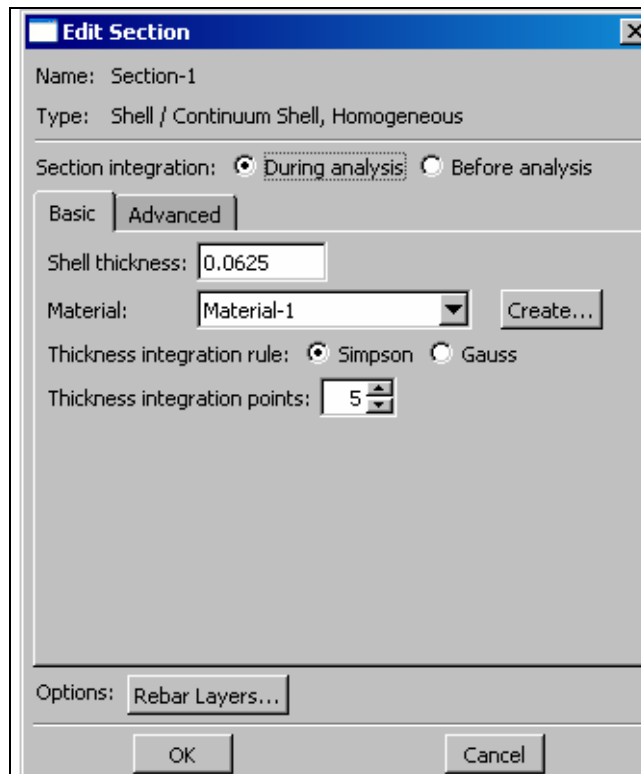 Edit Section
Name: Section-1
Type: Shell / Continuum Shell, Homogeneous
Section integration: During analysis Before analysis
Basic Advanced
Shell thickness: 0.0625
Material: Material-1 Create...
Thickness integration rule: Simpson Gauss
Thickness integration points: 5
Options: Rebar Layers...
OK Cancel